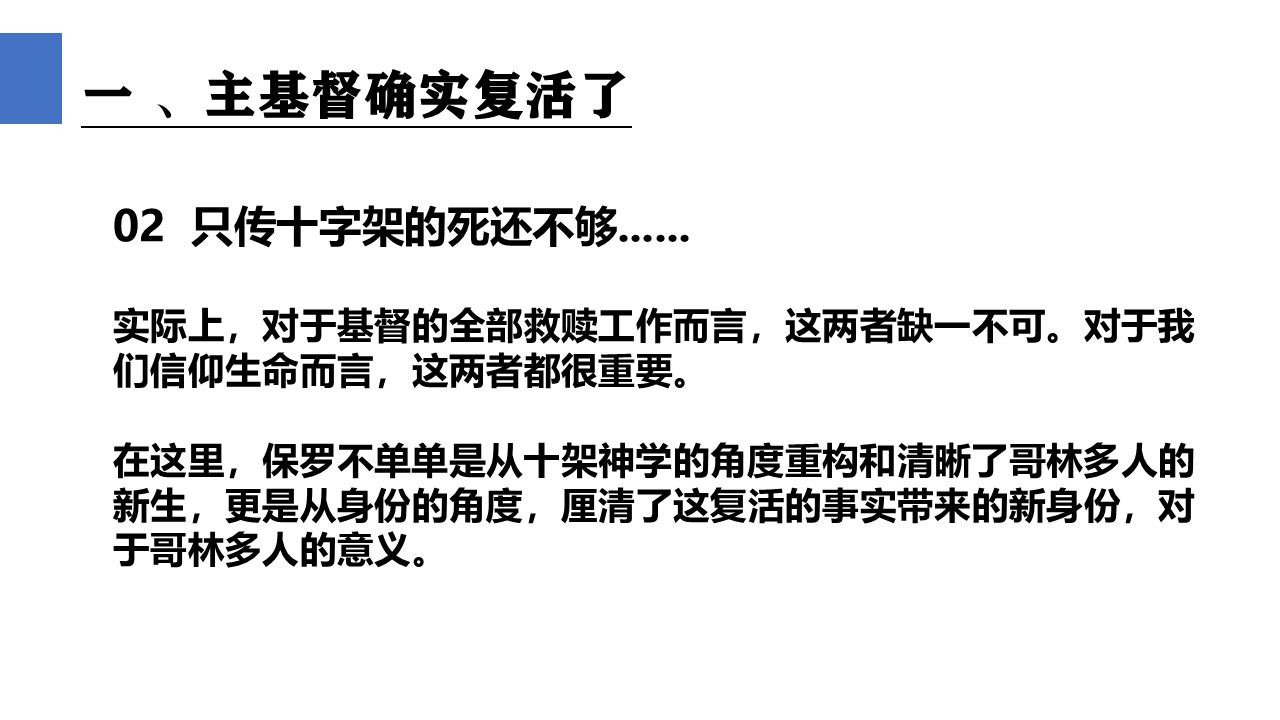 一 、主基督确实复活了
02 只传十字架的死还不够……
实际上，对于基督的全部救赎工作而言，这两者缺一不可。对于我
们信仰生命而言，这两者都很重要。
在这里，保罗不单单是从十架神学的角度重构和清晰了哥林多人的
新生，更是从身份的角度，厘清了这复活的事实带来的新身份，对
于哥林多人的意义。